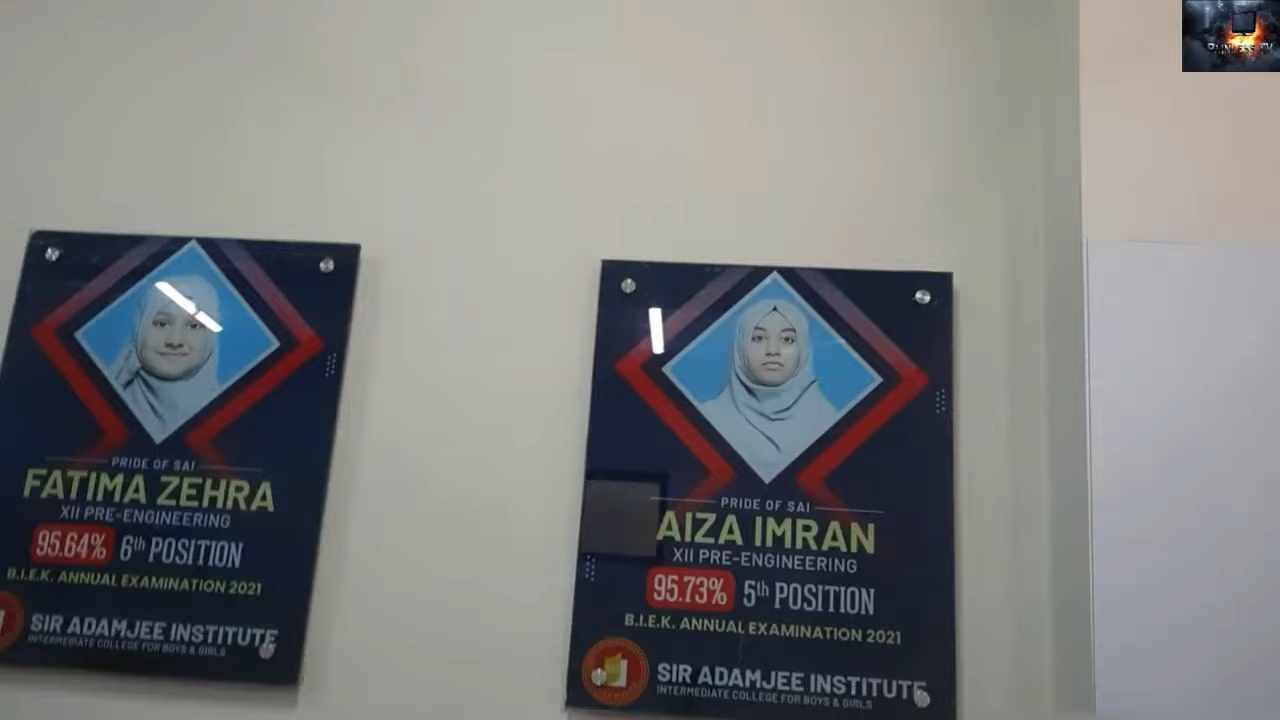 PRIDE OF SAI
FATIMA ZEHRA
XII PRE-ENGINEERING
95.64% 6th POSITION
B.I.E.K. ANNUAL EXAMINATION 2021
SIR ADAMJEE INSTITUTE
INTERMEDIATE COLLEGE FOR BOYS & GIRLS
PRIDE OF SAI
AIZA IMRAN
XII PRE-ENGINEERING
95.73% 5th POSITION
B.I.E.K. ANNUAL EXAMINATION 2021
SIR ADAMJEE INSTITUTE
INTERMEDIATE COLLEGE FOR BOYS & GIRLS